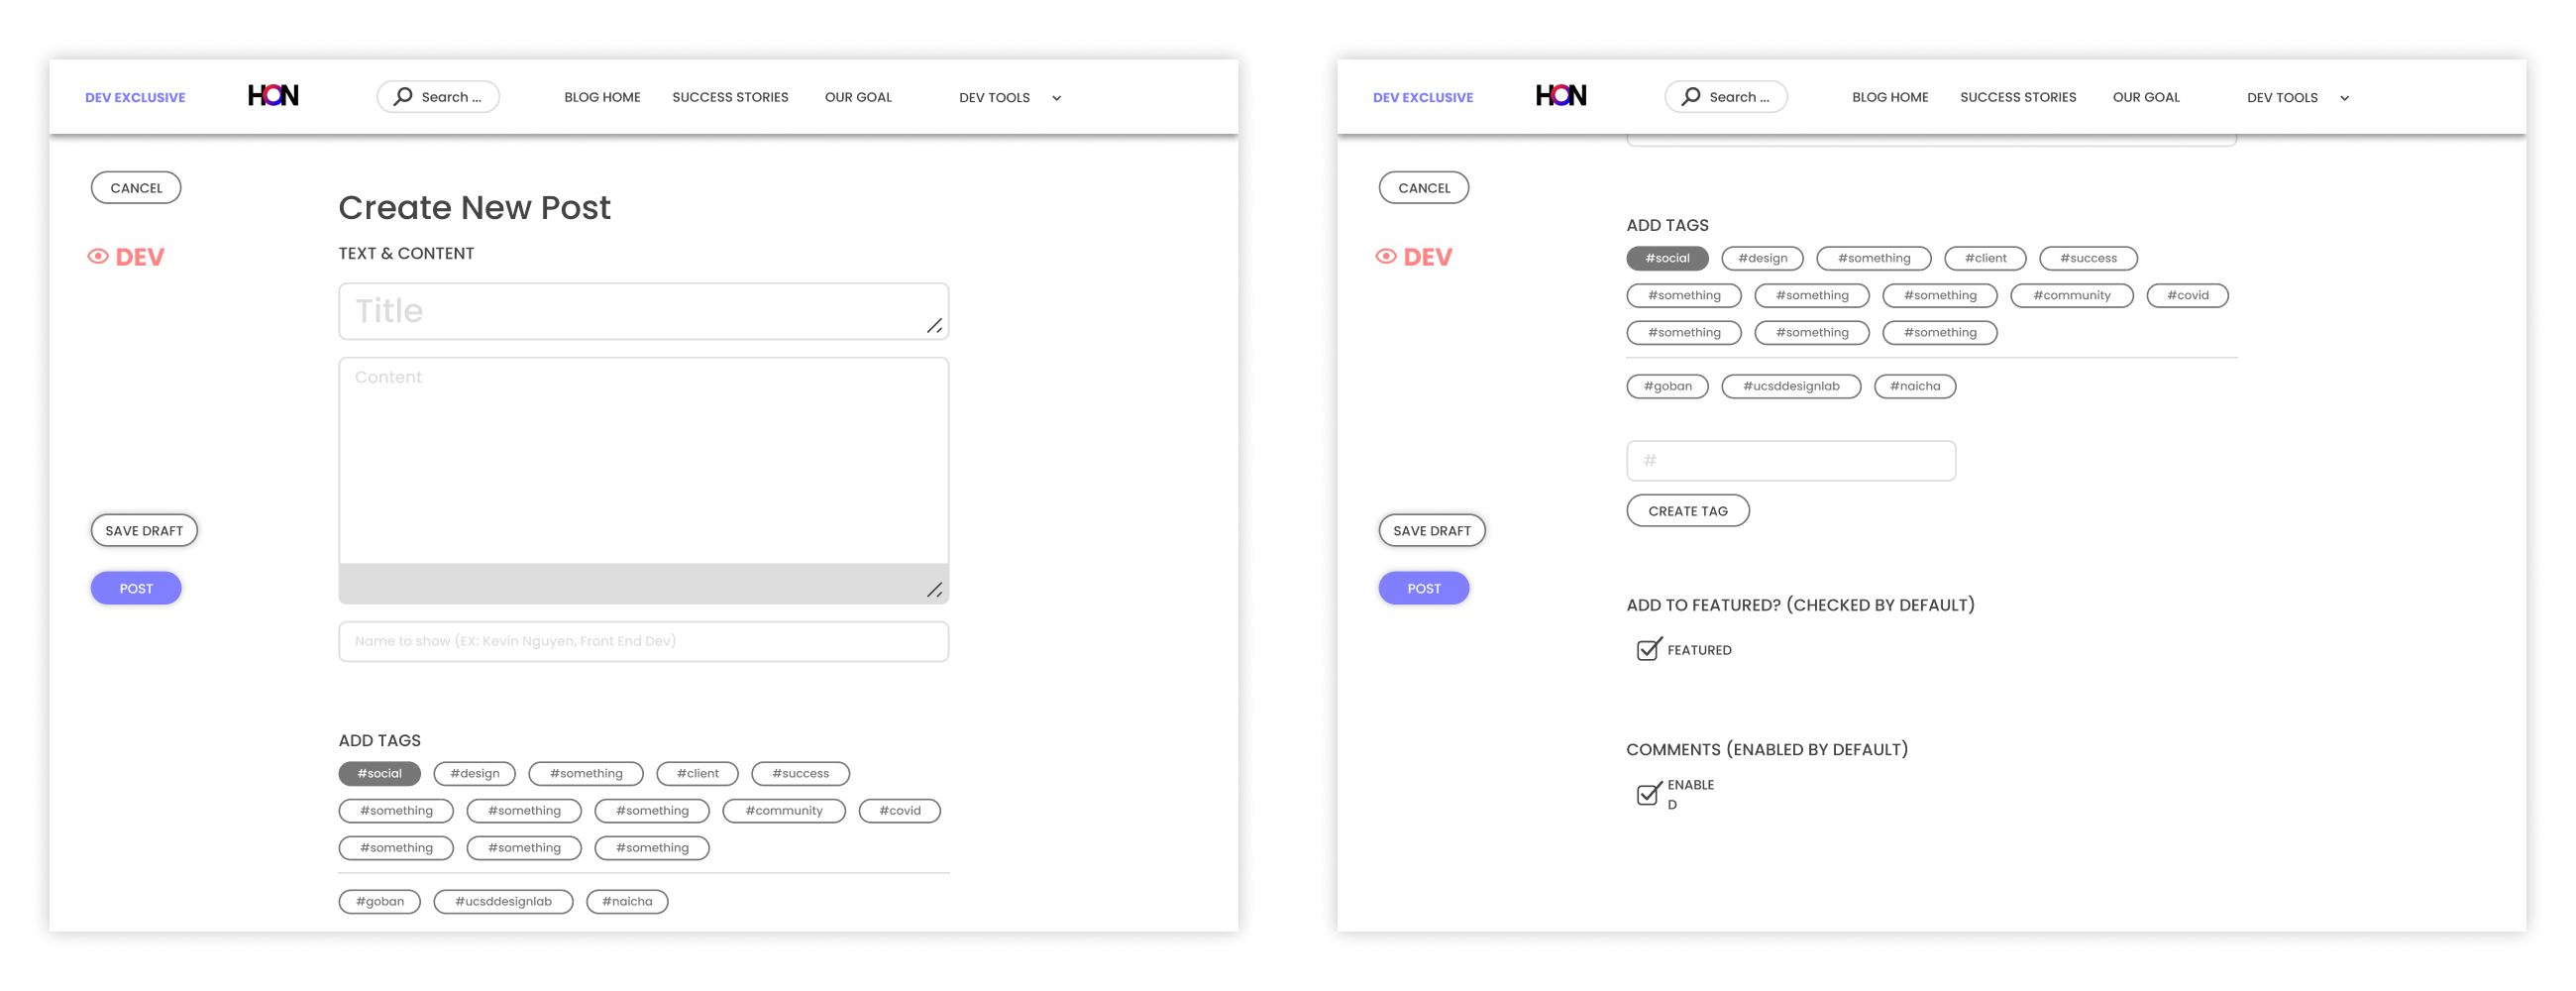 DEV EXCLUSIVE HON Search ... BLOG HOME SUCCESS STORIES OUR GOAL DEV TOOLS
CANCEL
Create New Post
DEV
TEXT & CONTENT
Title
Content
SAVE DRAFT
POST
Name to show (EX: Kevin Nguyen, Front End Dev)
ADD TAGS
#social #design #something #client #success
#something #something #something #community #covid
#something #something #something
#goban #ucsddesignlab #naicha
DEV EXCLUSIVE HON Search ... BLOG HOME SUCCESS STORIES OUR GOAL DEV TOOLS
CANCEL
ADD TAGS
DEV
#social #design #something #client #success
#something #something #something #community #covid
#something #something #something
#goban #ucsddesignlab #naicha
#
CREATE TAG
SAVE DRAFT
POST
ADD TO FEATURED? (CHECKED BY DEFAULT)
FEATURED
COMMENTS (ENABLED BY DEFAULT)
ENABLE
D